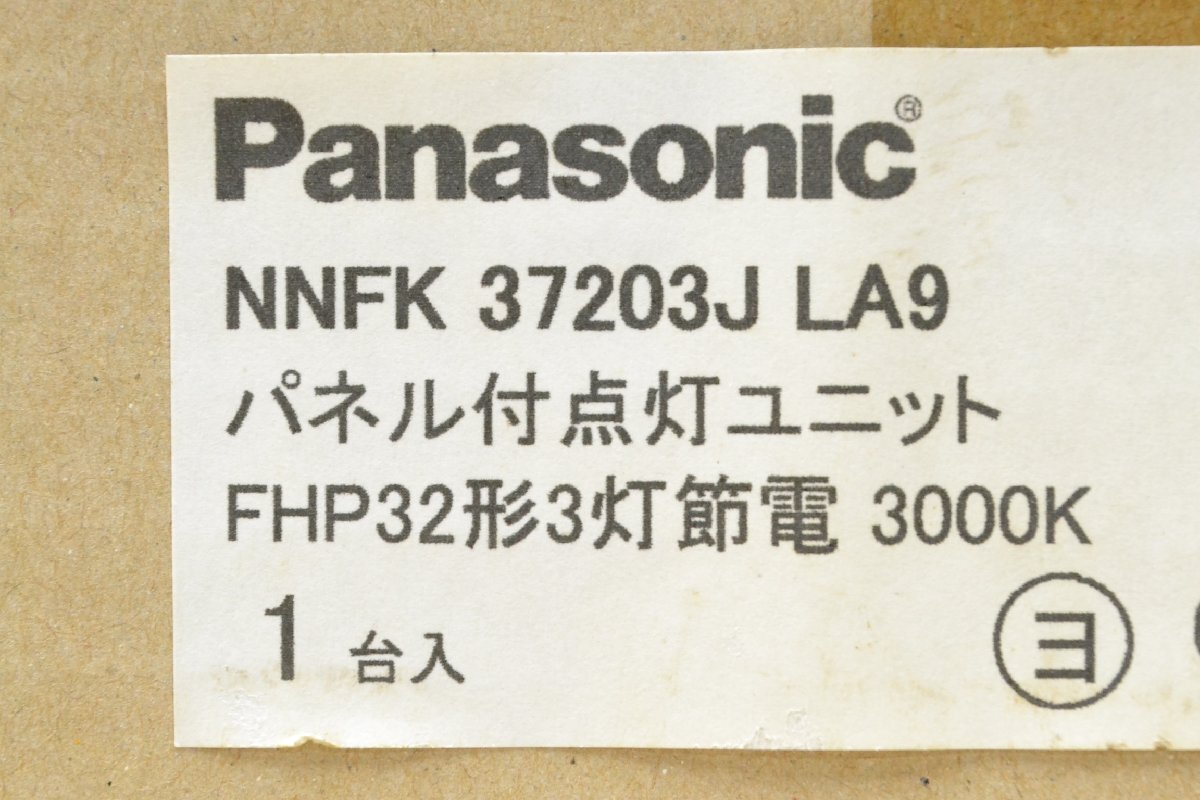 Panasonic®
NNFK 37203J LA9
パネル付点灯ユニット
FHP32形3灯節電 3000K
1 台入 ヨ